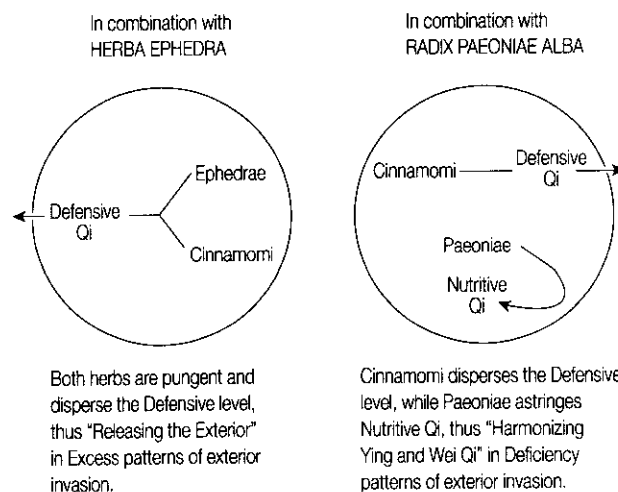 In combination with
HERBA EPHEDRA
Ephedrae
Defensive
Qi
Cinnamomi
Both herbs are pungent and
disperse the Defensive level,
thus "Releasing the Exterior"
in Excess patterns of exterior
invasion.
In combination with
RADIX PAEONIAE ALBA
Cinnamomi
Defensive
Qi
Paeoniae
Nutritive
Qi
Cinnamomi disperses the Defensive
level, while Paeoniae astringes
Nutritive Qi, thus "Harmonizing
Ying and Wei Qi" in Deficiency
patterns of exterior invasion.